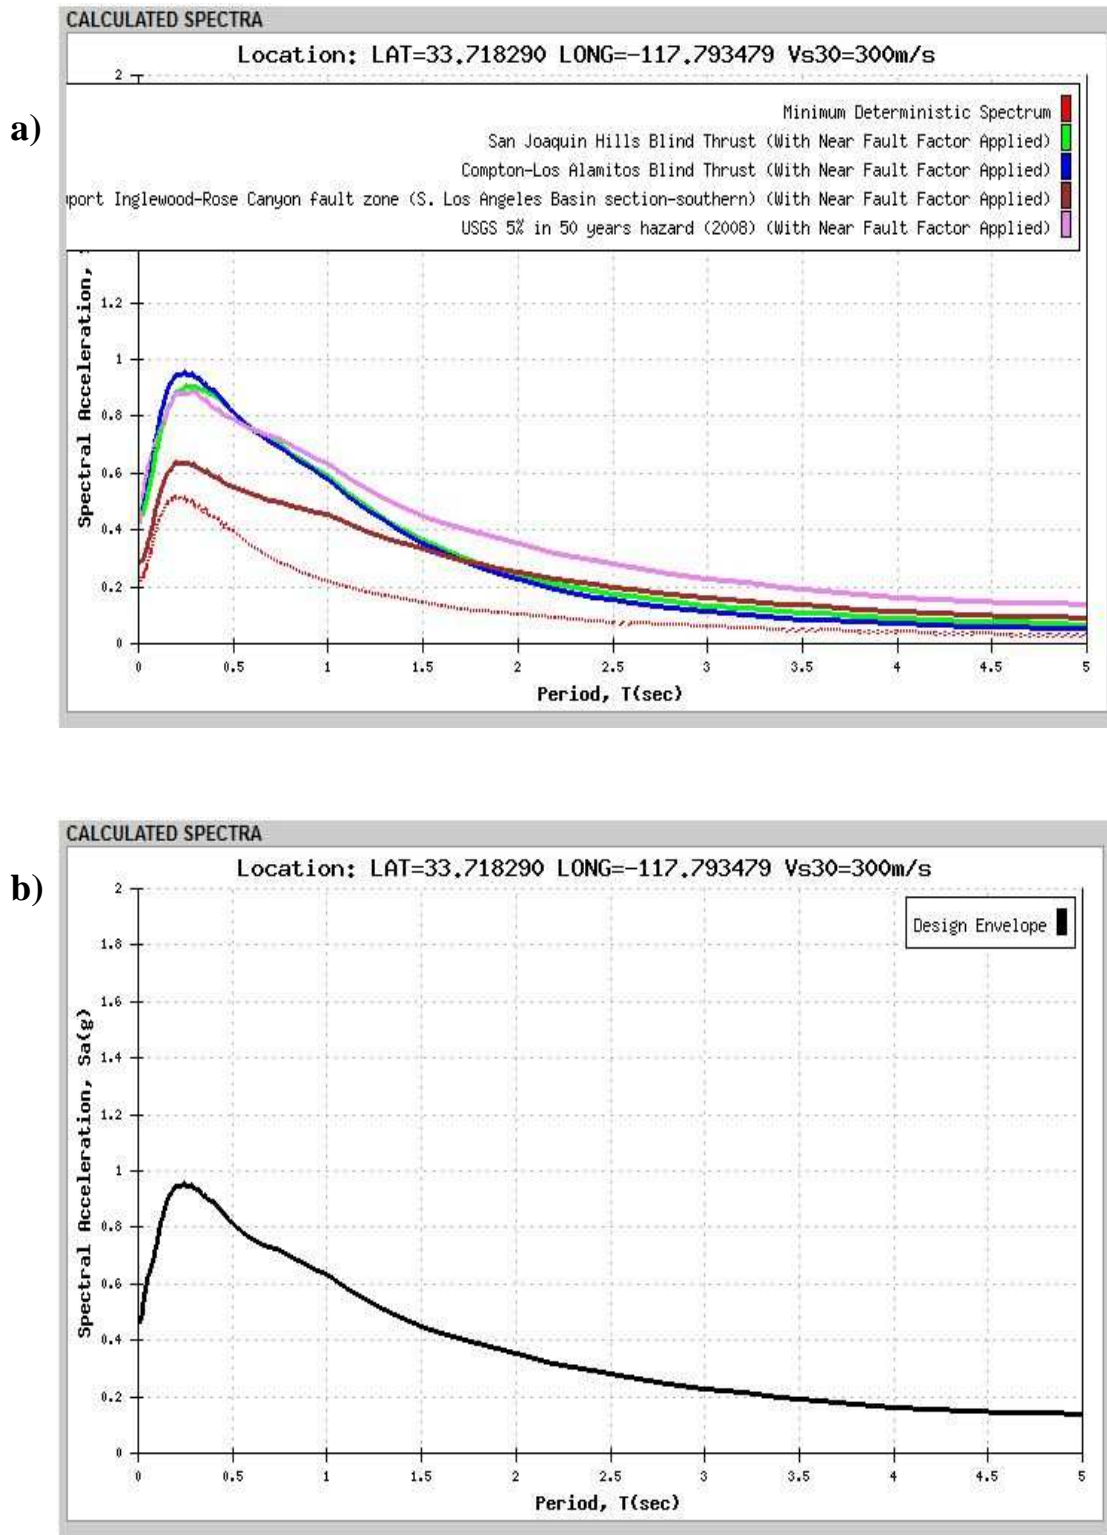 CALCULATED SPECTRA
Location: LAT=33.718290 LONG=-117.793479 Vs30=300m/s
a)
2
Minimum Deterministic Spectrum
San Joaquin Hills Blind Thrust (With Near Fault Factor Applied)
Compton-Los Alamitos Blind Thrust (With Near Fault Factor Applied)
port Inglewood-Rose Canyon fault zone (S. Los Angeles Basin section-southern) (With Near Fault Factor Applied)
USGS 5% in 50 years hazard (2008) (With Near Fault Factor Applied)
Spectral Acceleration,
1.2
1
0.8
0.6
0.4
0.2
0
0 0.5 1 1.5 2 2.5 3 3.5 4 4.5 5
Period, T(sec)
CALCULATED SPECTRA
Location: LAT=33.718290 LONG=-117.793479 Vs30=300m/s
b)
Design Envelope
Spectral Acceleration, Sa(g)
2
1.8
1.6
1.4
1.2
1
0.8
0.6
0.4
0.2
0
0 0.5 1 1.5 2 2.5 3 3.5 4 4.5 5
Period, T(sec)